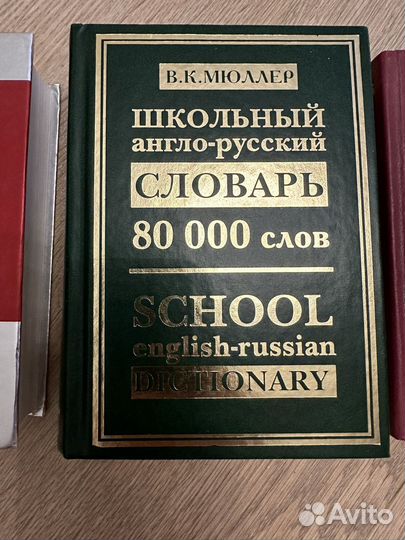 В.К.МЮЛЛЕР
ШКОЛЬНЫЙ
англо-русский
СЛОВАРЬ
80 000 слов
SCHOOL
english-russian
DICTIONARY
Avito